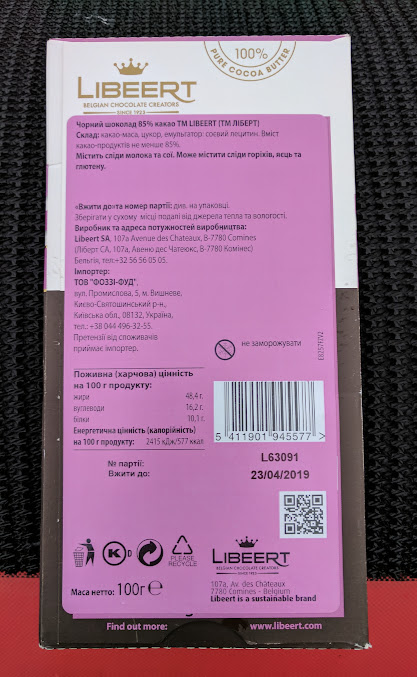 100%
PURE COCOA BUTTER
LIBEERT
BELGIAN CHOCOLATE CREATORS
SINCE 1923
Чорний шоколад 85% какао ТМ LIBEERT (ТМ ЛІБЕРТ)
Склад: какао-маса, цукор, емульгатор: соєвий лецитин. Вміст
какао-продуктів не менше 85%.
Містить сліди молока та сої. Може містити сліди горіхів, яєць та
глютену.
«Вжити до»та номер партії: див. на упаковці.
Зберігати у сухому місці подалі від джерела тепла та вологості.
Виробник та адреса потужностей виробництва:
Libeert SA, 107a Avenue des Chateaux, B-7780 Comines
(Ліберт СА, 107а, Авеню дес Чатеюкс, В-7780 Комінес)
Бельгія, тел:+32 56 56 05 05.
Імпортер:
ТОВ "ФОЗЗІ-ФУД",
вул. Промислова, 5, м. Вишневе,
Києво-Святошинський р-н.,
Київська обл., 08132, Україна,
тел.: +38 044 496-32-55.
Претензії від споживачів
приймає імпортер.
не заморожувати
Поживна (харчова) цінність
на 100 г продукту:
жири 48,4 г.
вуглеводи 16,2 г.
білки 10,1 г.
Енергетична цінність (калорійність)
на 100 г продукту: 2415 кДж/577 ккал
5 411901 945577 >
№ партії: L63091
Вжити до: 23/04/2019
K D
PLEASE
RECYCLE
LIBEERT
BELGIAN CHOCOLATE CREATORS
SINCE 1923
Маса нетто: 100г e
107a, Av. des Châteaux
7780 Comines - Belgium
Libeert is a sustainable brand
Find out more: www.libeert.com